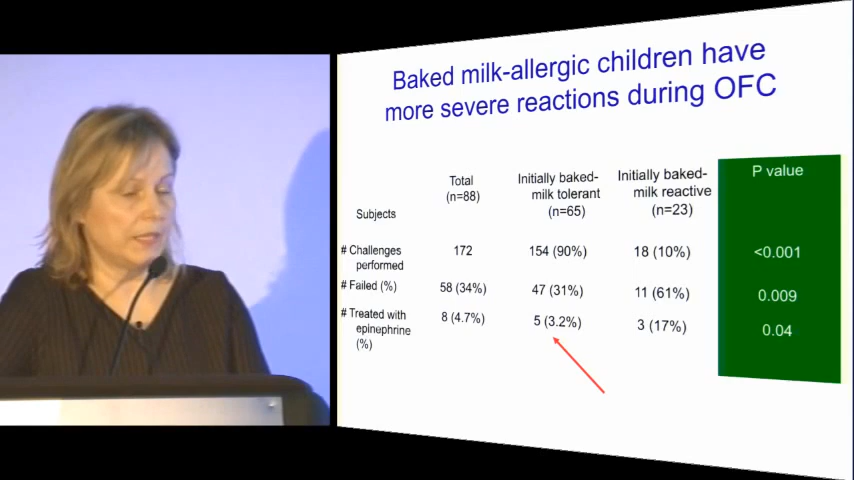 Baked milk-allergic children have
more severe reactions during OFC
Subjects
Total
(n=88)
Initially baked-
milk tolerant
(n=65)
Initially baked-
milk reactive
(n=23)
P value
# Challenges
performed
172
154 (90%)
18 (10%)
<0.001
# Failed (%)
58 (34%)
47 (31%)
11 (61%)
0.009
# Treated with
epinephrine
(%)
8 (4.7%)
5 (3.2%)
3 (17%)
0.04